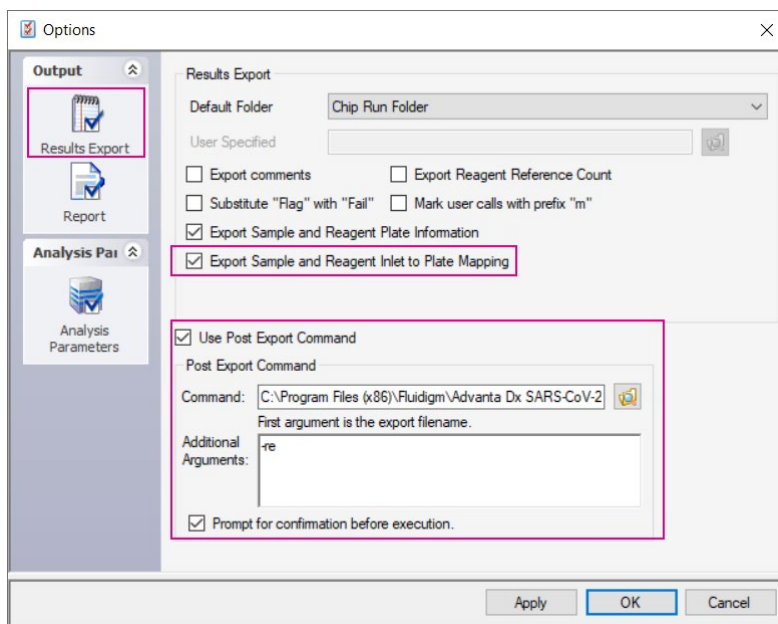 Options
Output
Results Export
Report
Analysis Par
Analysis
Parameters
Results Export
Default Folder Chip Run Folder
User Specified
Export comments Export Reagent Reference Count
Substitute "Flag" with "Fail" Mark user calls with prefix "m"
Export Sample and Reagent Plate Information
Export Sample and Reagent Inlet to Plate Mapping
Use Post Export Command
Post Export Command
Command: C:\Program Files (x86)\Fluidigm\Advanta Dx SARS-CoV-2
First argument is the export filename.
Additional
Arguments:
-re
Prompt for confirmation before execution.
Apply OK Cancel